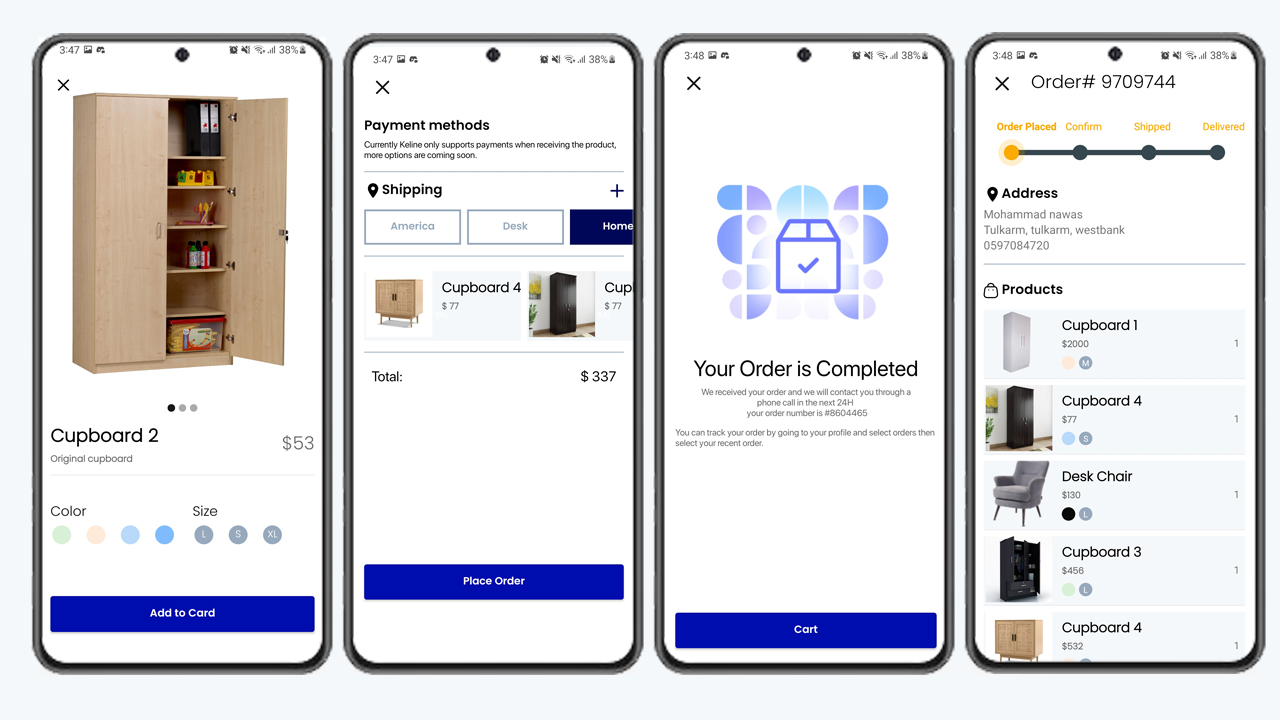 3:47
38%
Cupboard 2
$53
Original cupboard
Color
Size
L
S
XL
Add to Card
3:47
38%
Payment methods
Currently Keline only supports payments when receiving the product,
more options are coming soon.
Shipping
America
Desk
Home
Cupboard 4
$ 77
Cup
$ 77
Total:
$ 337
Place Order
3:48
38%
Your Order is Completed
We received your order and we will contact you through a
phone call in the next 24H
your order number is #8604465
You can track your order by going to your profile and select orders then
select your recent order.
Cart
3:48
38%
Order# 9709744
Order Placed
Confirm
Shipped
Delivered
Address
Mohammad nawas
Tulkarm, tulkarm, westbank
0597084720
Products
Cupboard 1
$2000
1
M
Cupboard 4
$77
1
S
Desk Chair
$130
1
L
Cupboard 3
$456
1
L
Cupboard 4
$532
1